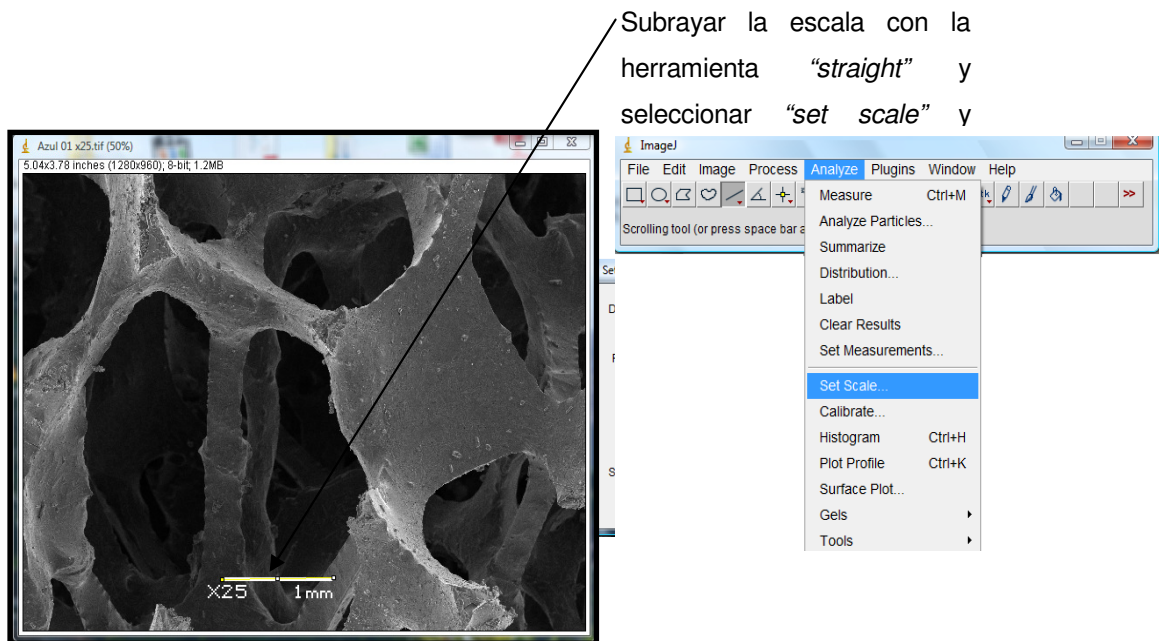 Subrayar la escala con la
herramienta "straight" y
seleccionar "set scale" y
Azul 01 x25.tif (50%)
5.04x3.78 inches (1280x960); 8-bit; 1.2MB
X25 1mm
ImageJ
File Edit Image Process Analyze Plugins Window Help
Scrolling tool (or press space bar a
Measure Ctrl+M
Analyze Particles...
Summarize
Distribution...
Label
Clear Results
Set Measurements...
Set Scale...
Calibrate...
Histogram Ctrl+H
Plot Profile Ctrl+K
Surface Plot...
Gels
Tools